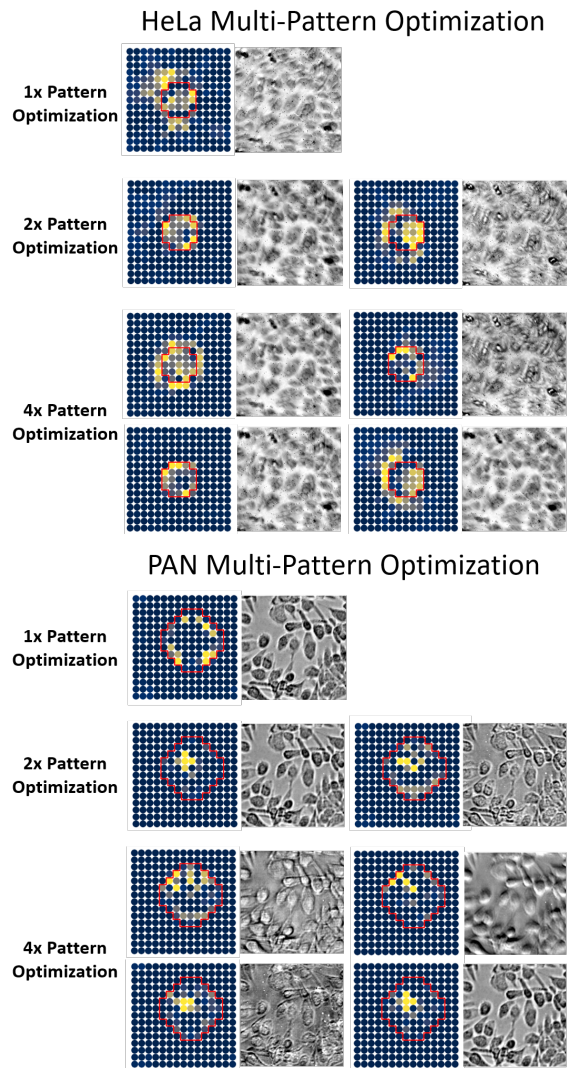 HeLa Multi-Pattern Optimization
1x Pattern
Optimization
2x Pattern
Optimization
4x Pattern
Optimization
PAN Multi-Pattern Optimization
1x Pattern
Optimization
2x Pattern
Optimization
4x Pattern
Optimization